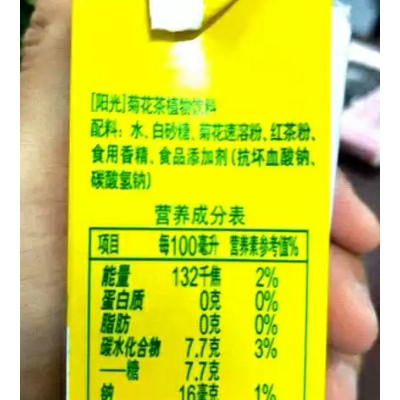 [阳光]菊花茶植物饮料
配料：水、白砂糖、菊花速溶粉、红茶粉、
食用香精、食品添加剂(抗坏血酸钠、
碳酸氢钠)
营养成分表
项目 每100毫升 营养素参考值%
能量 132千焦 2%
蛋白质 0克 0%
脂肪 0克 0%
碳水化合物 7.7克 3%
——糖 7.7克
钠 16毫克 1%